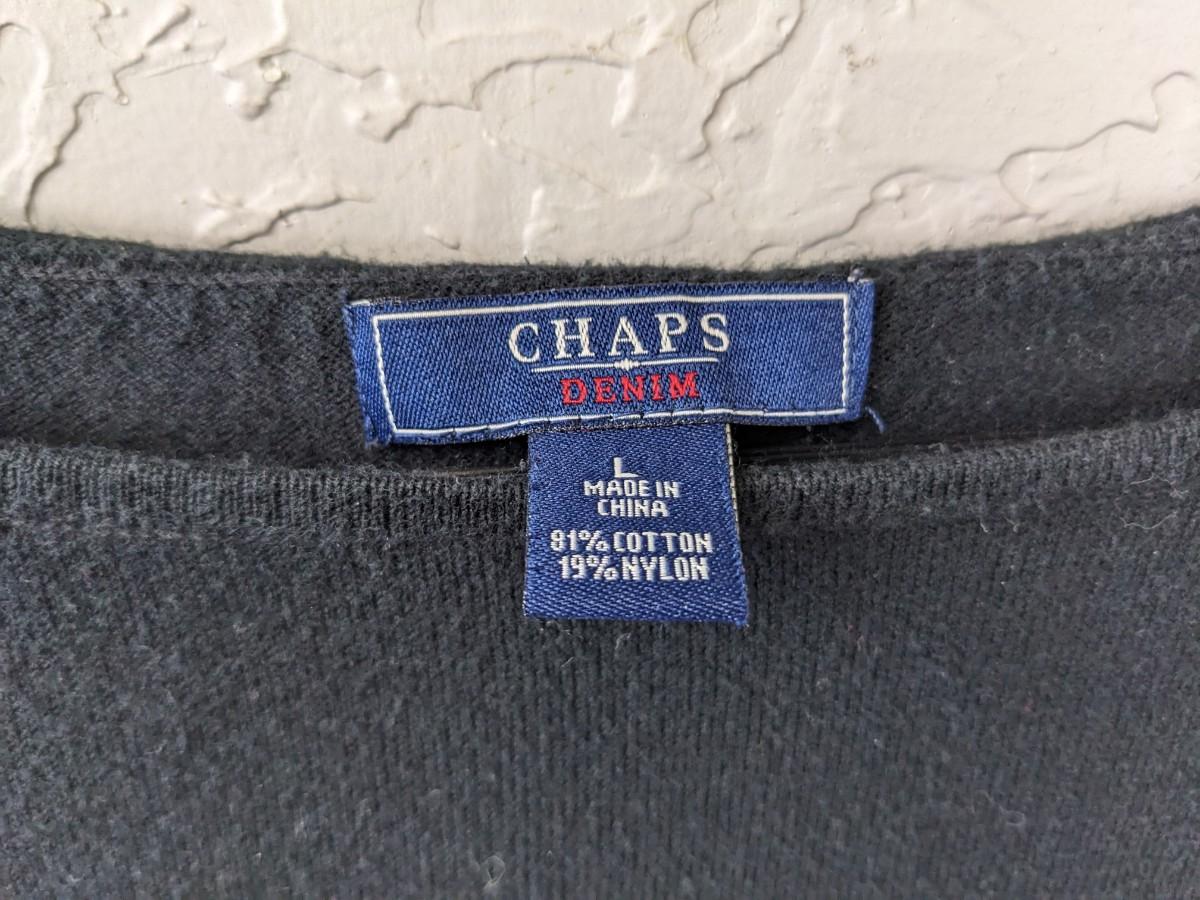 CHAPS
DENIM
L
MADE IN
CHINA
81% COTTON
19% NYLON